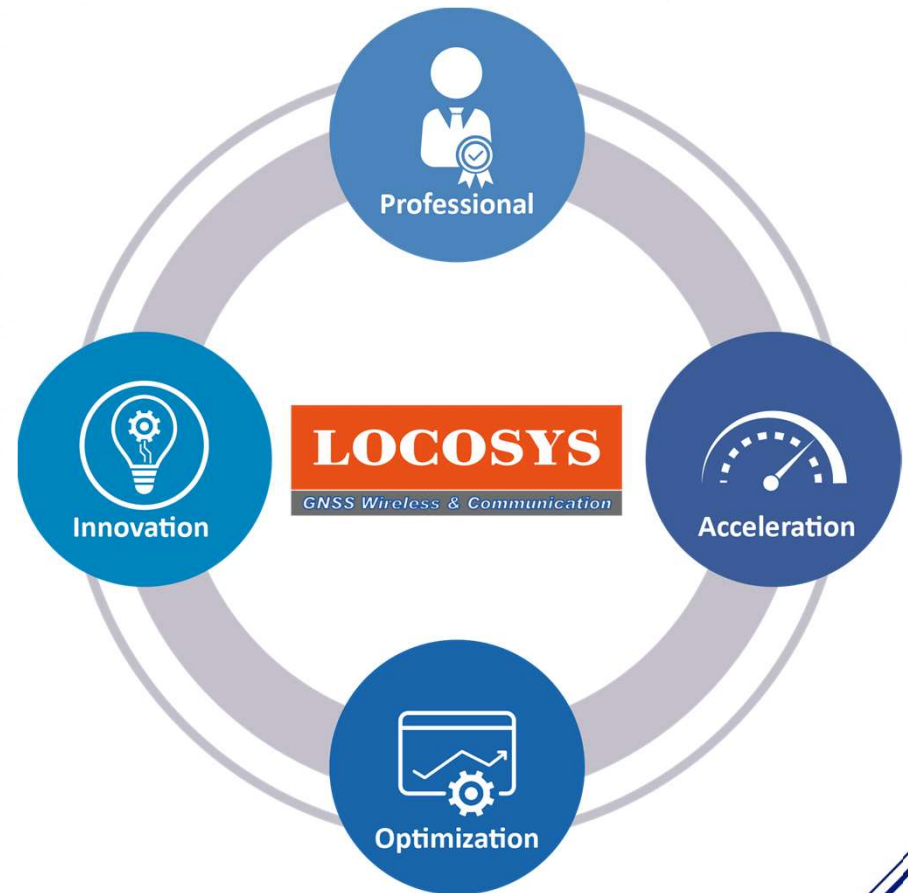 Professional
Innovation
LOCOSYS
GNSS Wireless & Communication
Acceleration
Optimization